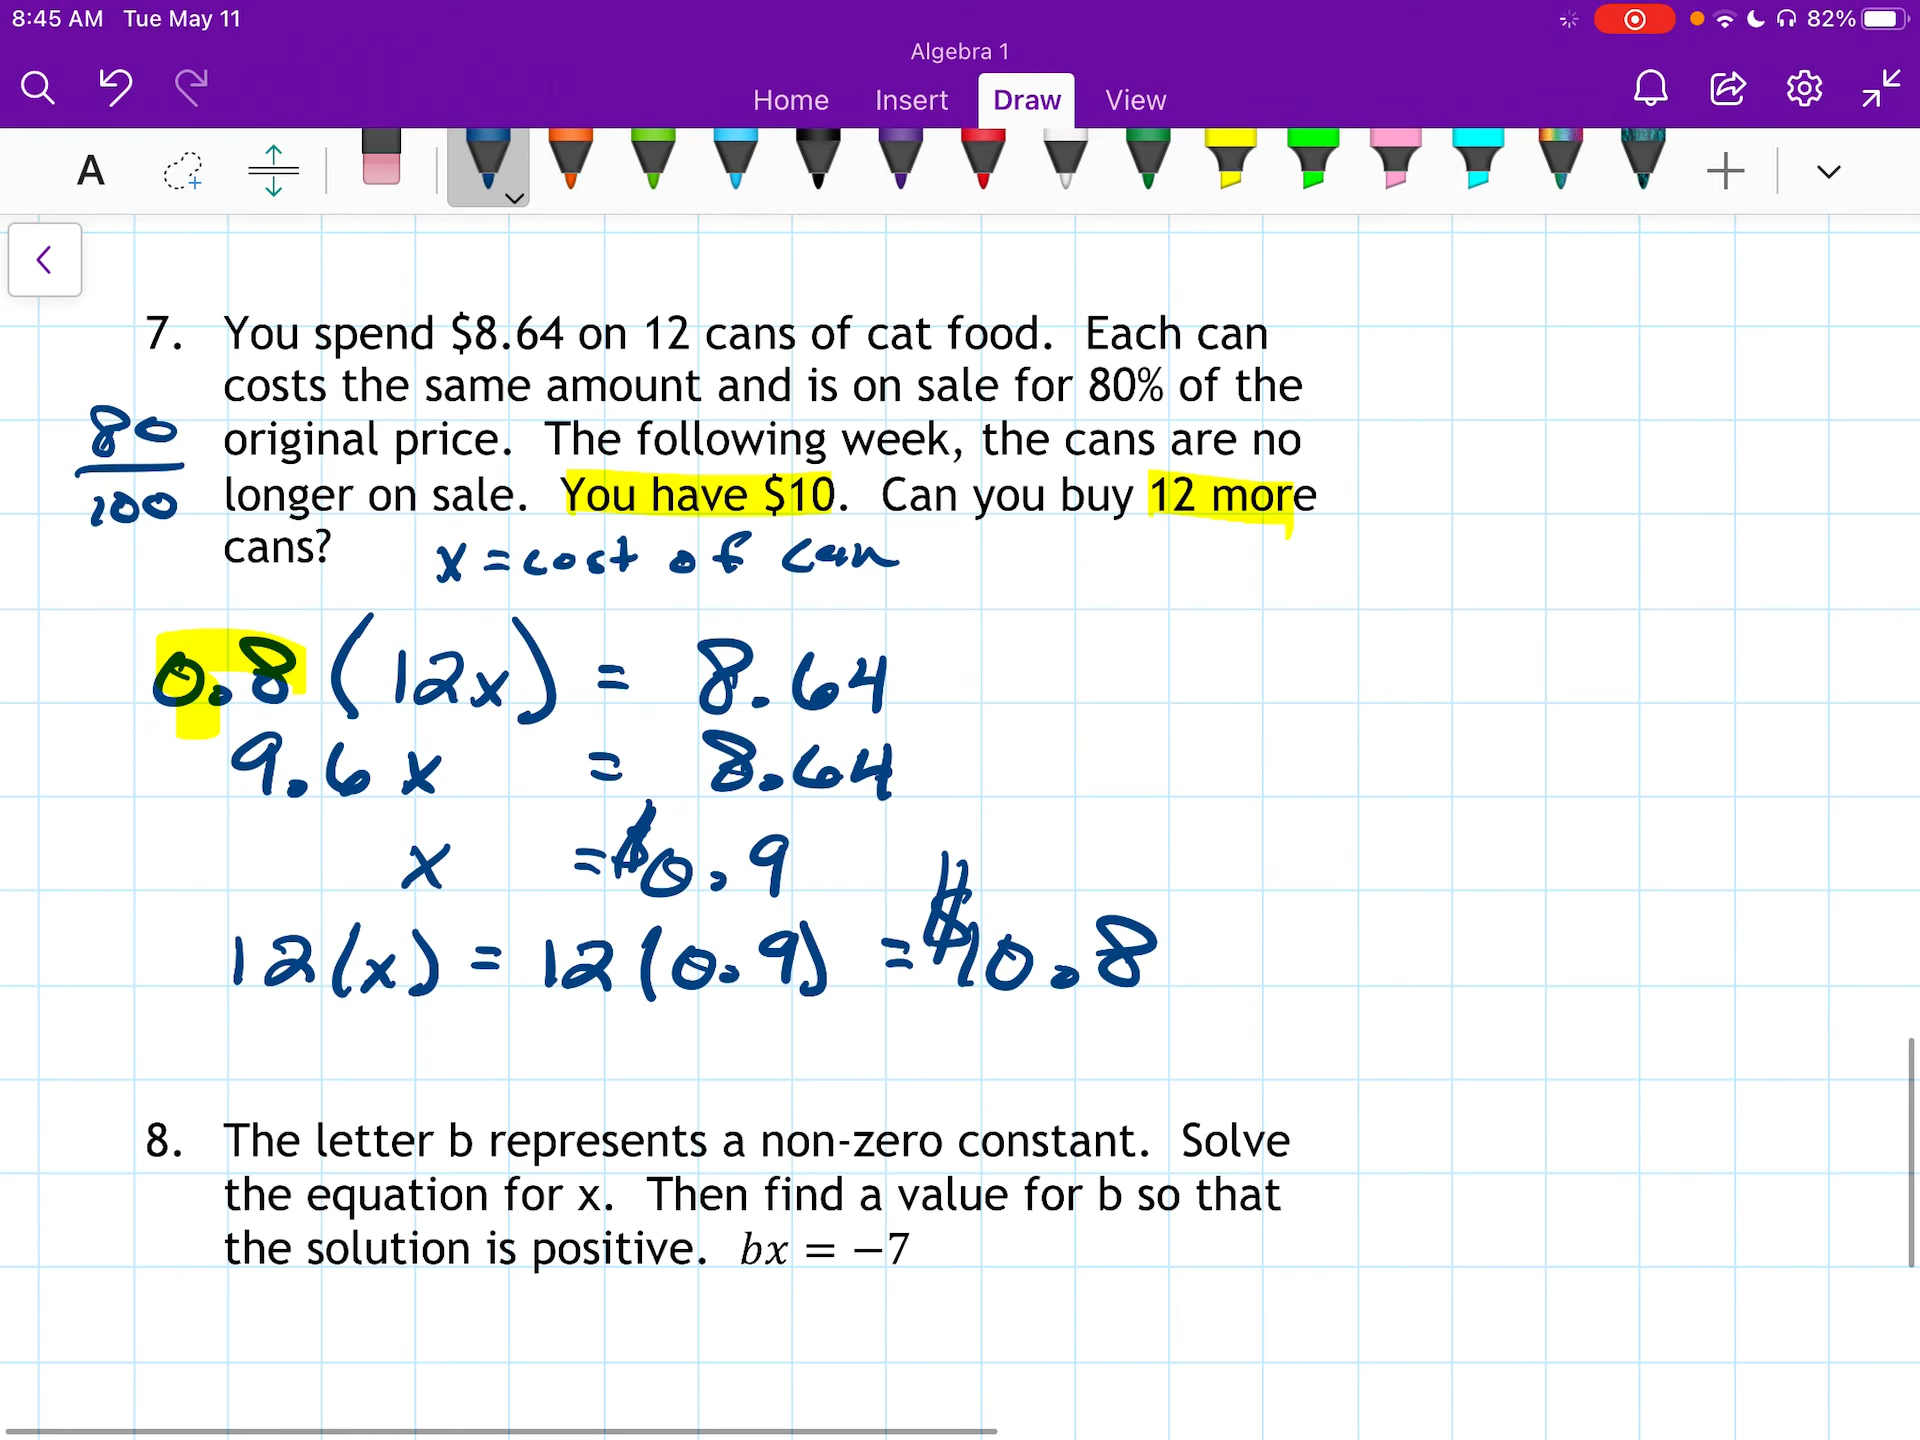 8:45 AM Tue May 11
82%
Algebra 1
Home Insert Draw View
A
7. You spend $8.64 on 12 cans of cat food. Each can
costs the same amount and is on sale for 80% of the
original price. The following week, the cans are no
longer on sale. You have $10. Can you buy 12 more
cans?
80
100
x = cost of can
0.8 (12x) = 8.64
9.6x = 8.64
x = $0.9
12(x) = 12(0.9) = $10.8
8. The letter b represents a non-zero constant. Solve
the equation for x. Then find a value for b so that
the solution is positive. bx = −7